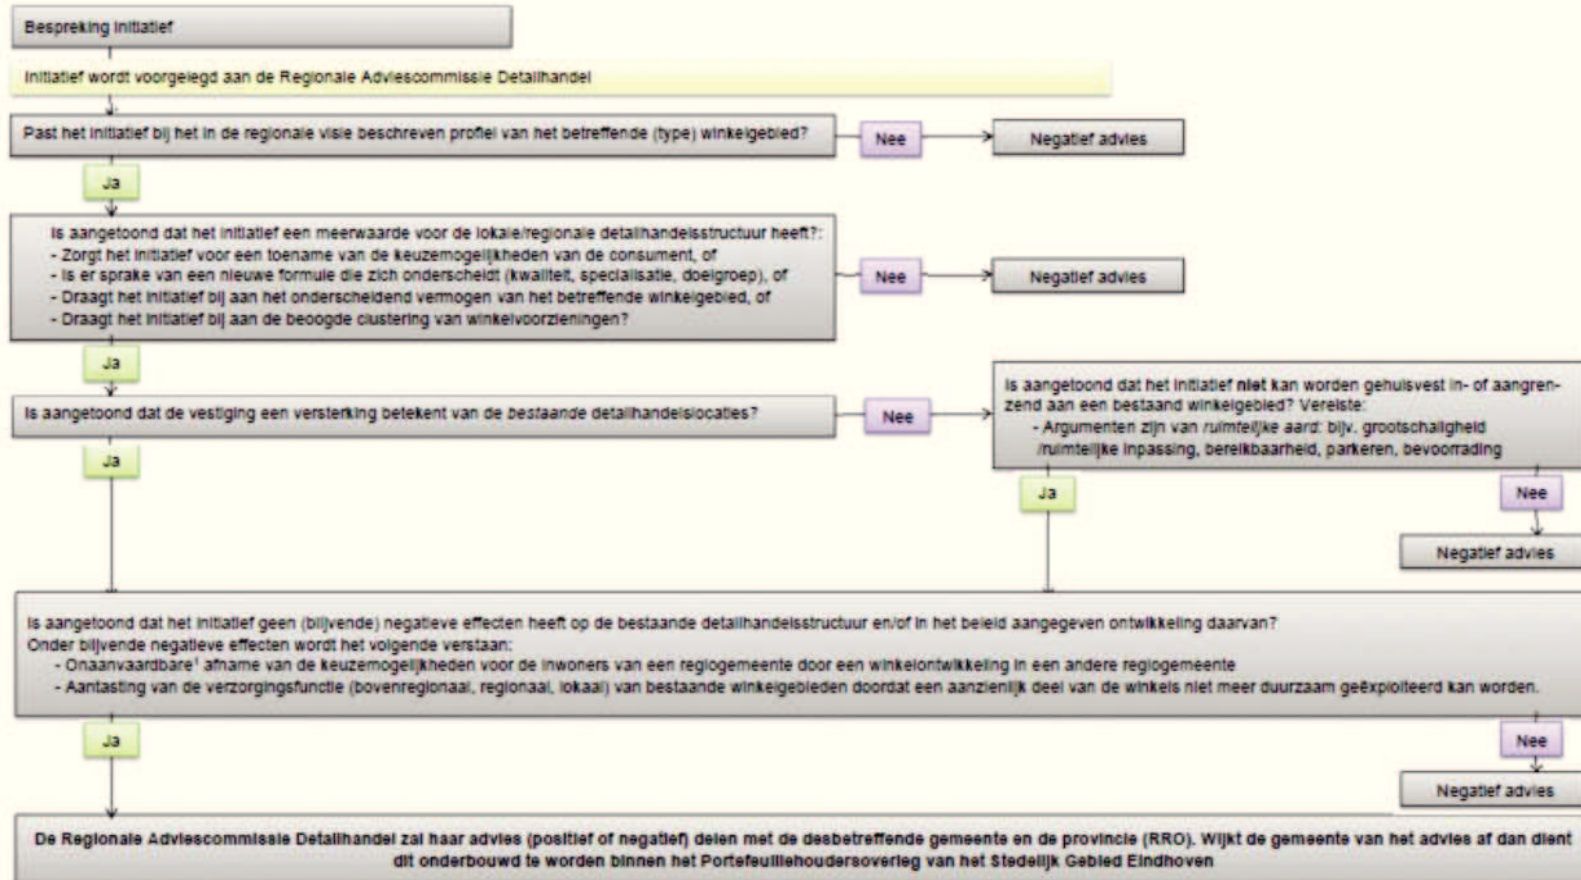 Bespreking initiatief
Initiatief wordt voorgelegd aan de Regionale Adviescommissie Detailhandel
Past het initiatief bij het in de regionale visie beschreven profiel van het betreffende (type) winkelgebied?
Nee
Negatief advies
Ja
Is aangetoond dat het initiatief een meerwaarde voor de lokale/regionale detailhandelsstructuur heeft?:
- Zorgt het initiatief voor een toename van de keuzemogelijkheden van de consument, of
- Is er sprake van een nieuwe formule die zich onderscheidt (kwaliteit, specialisatie, doelgroep), of
- Draagt het initiatief bij aan het onderscheidend vermogen van het betreffende winkelgebied, of
- Draagt het initiatief bij aan de beoogde clustering van winkelvoorzieningen?
Nee
Negatief advies
Ja
Is aangetoond dat de vestiging een versterking betekent van de bestaande detailhandelslocaties?
Nee
Is aangetoond dat het initiatief niet kan worden gehuisvest in- of aangren-
zend aan een bestaand winkelgebied? Vereiste:
- Argumenten zijn van ruimtelijke aard: bijv. grootschaligheid
/ruimtelijke inpassing, bereikbaarheid, parkeren, bevoorrading
Ja
Ja
Nee
Negatief advies
Is aangetoond dat het initiatief geen (blijvende) negatieve effecten heeft op de bestaande detailhandelsstructuur en/of in het beleid aangegeven ontwikkeling daarvan?
Onder blijvende negatieve effecten wordt het volgende verstaan:
- Onaanvaardbare¹ afname van de keuzemogelijkheden voor de inwoners van een regiogemeente door een winkelontwikkeling in een andere regiogemeente
- Aantasting van de verzorgingsfunctie (bovenregionaal, regionaal, lokaal) van bestaande winkelgebieden doordat een aanzienlijk deel van de winkels niet meer duurzaam geëxploiteerd kan worden.
Ja
Nee
Negatief advies
De Regionale Adviescommissie Detailhandel zal haar advies (positief of negatief) delen met de desbetreffende gemeente en de provincie (RRO). Wijkt de gemeente van het advies af dan dient
dit onderbouwd te worden binnen het Portefeuillehoudersoverleg van het Stedelijk Gebied Eindhoven